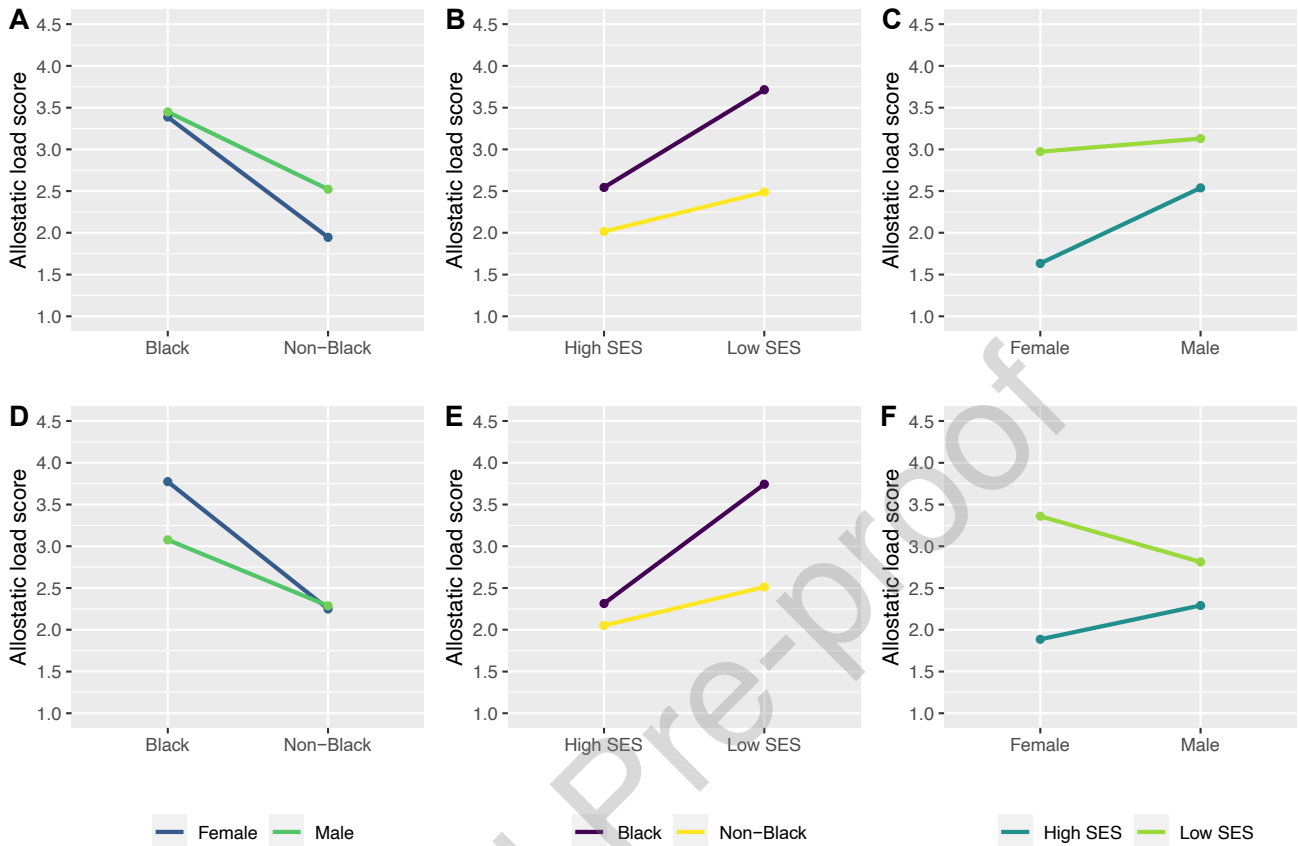 A
Allostatic load score
4.5
4.0
3.5
3.0
2.5
2.0
1.5
1.0
Black Non−Black
B
Allostatic load score
4.5
4.0
3.5
3.0
2.5
2.0
1.5
1.0
High SES Low SES
C
Allostatic load score
4.5
4.0
3.5
3.0
2.5
2.0
1.5
1.0
Female Male
D
Allostatic load score
4.5
4.0
3.5
3.0
2.5
2.0
1.5
1.0
Black Non−Black
E
Allostatic load score
4.5
4.0
3.5
3.0
2.5
2.0
1.5
1.0
High SES Low SES
F
Allostatic load score
4.5
4.0
3.5
3.0
2.5
2.0
1.5
1.0
Female Male
Female Male
Black Non−Black
High SES Low SES
Pre-proof